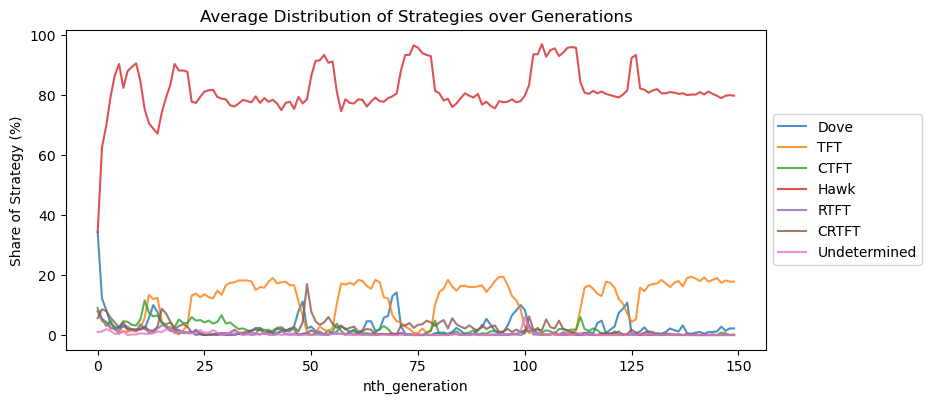 Average Distribution of Strategies over Generations
Share of Strategy (%)
100
80
60
40
20
0
0 25 50 75 100 125 150
nth_generation
Dove
TFT
CTFT
Hawk
RTFT
CRTFT
Undetermined